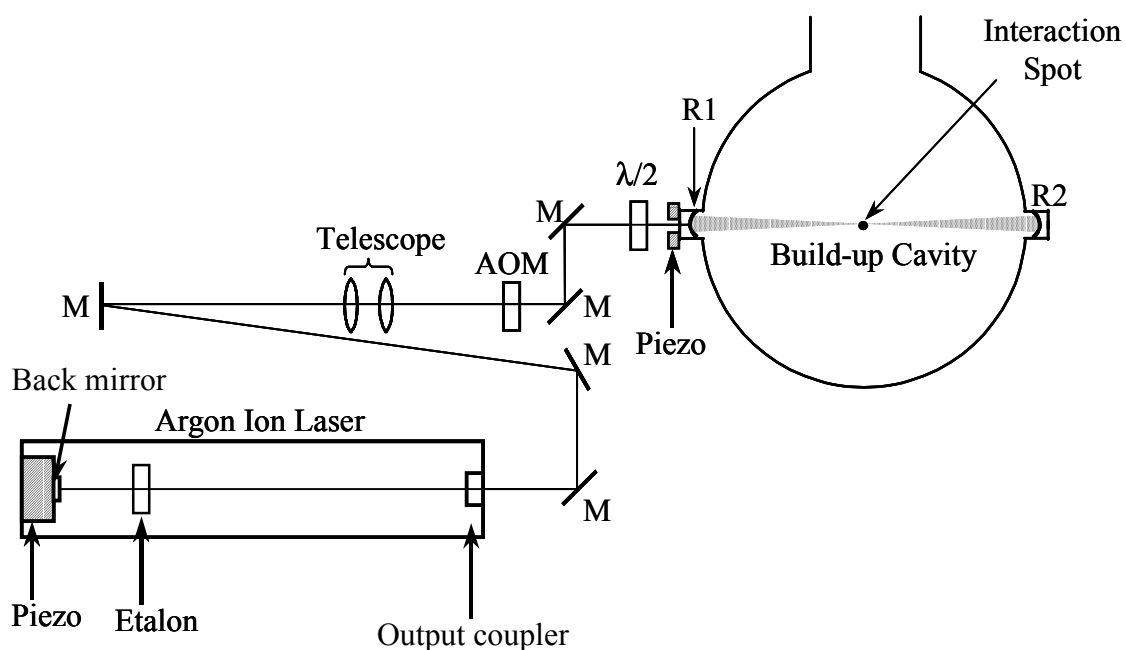 Interaction
Spot
R1
λ/2
R2
M
Telescope
AOM
Build-up Cavity
M
M
Piezo
M
Back mirror
Argon Ion Laser
M
Piezo
Etalon
Output coupler